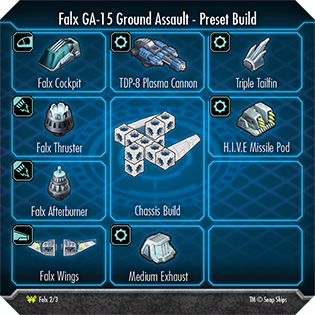 Falx GA-15 Ground Assault - Preset Build
Falx Cockpit
TDP-8 Plasma Cannon
Triple Tailfin
Falx Thruster
H.I.V.E Missile Pod
Falx Afterburner
Chassis Build
Falx Wings
Medium Exhaust
Falx 2/3
TM © Snap Ships